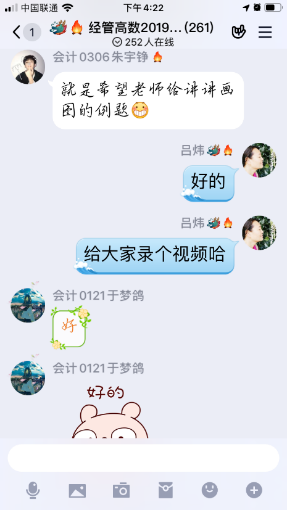 中国联通
下午4:22
1
经管高数2019...(261)
252人在线
会计0306朱宇铮
就是希望老师给讲讲画
图的例题
吕炜
好的
吕炜
给大家录个视频哈
会计0121于梦鸽
好
会计0121于梦鸽
好的